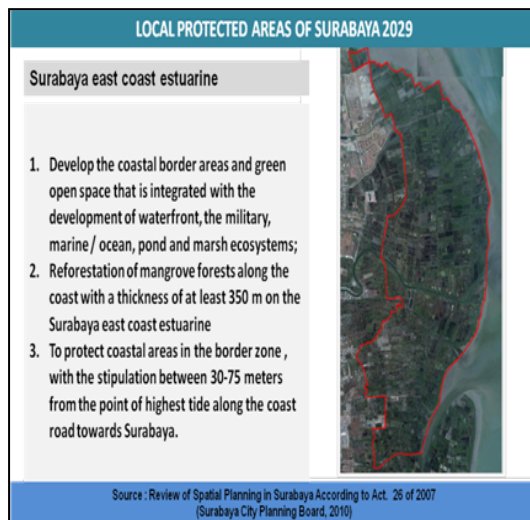 LOCAL PROTECTED AREAS OF SURABAYA 2029
Surabaya east coast estuarine
1. Develop the coastal border areas and green
open space that is integrated with the
development of waterfront, the military,
marine / ocean, pond and marsh ecosystems;
2. Reforestation of mangrove forests along the
coast with a thickness of at least 350 m on the
Surabaya east coast estuarine
3. To protect coastal areas in the border zone ,
with the stipulation between 30-75 meters
from the point of highest tide along the coast
road towards Surabaya.
Source : Review of Spatial Planning in Surabaya According to Act. 26 of 2007
(Surabaya City Planning Board, 2010)